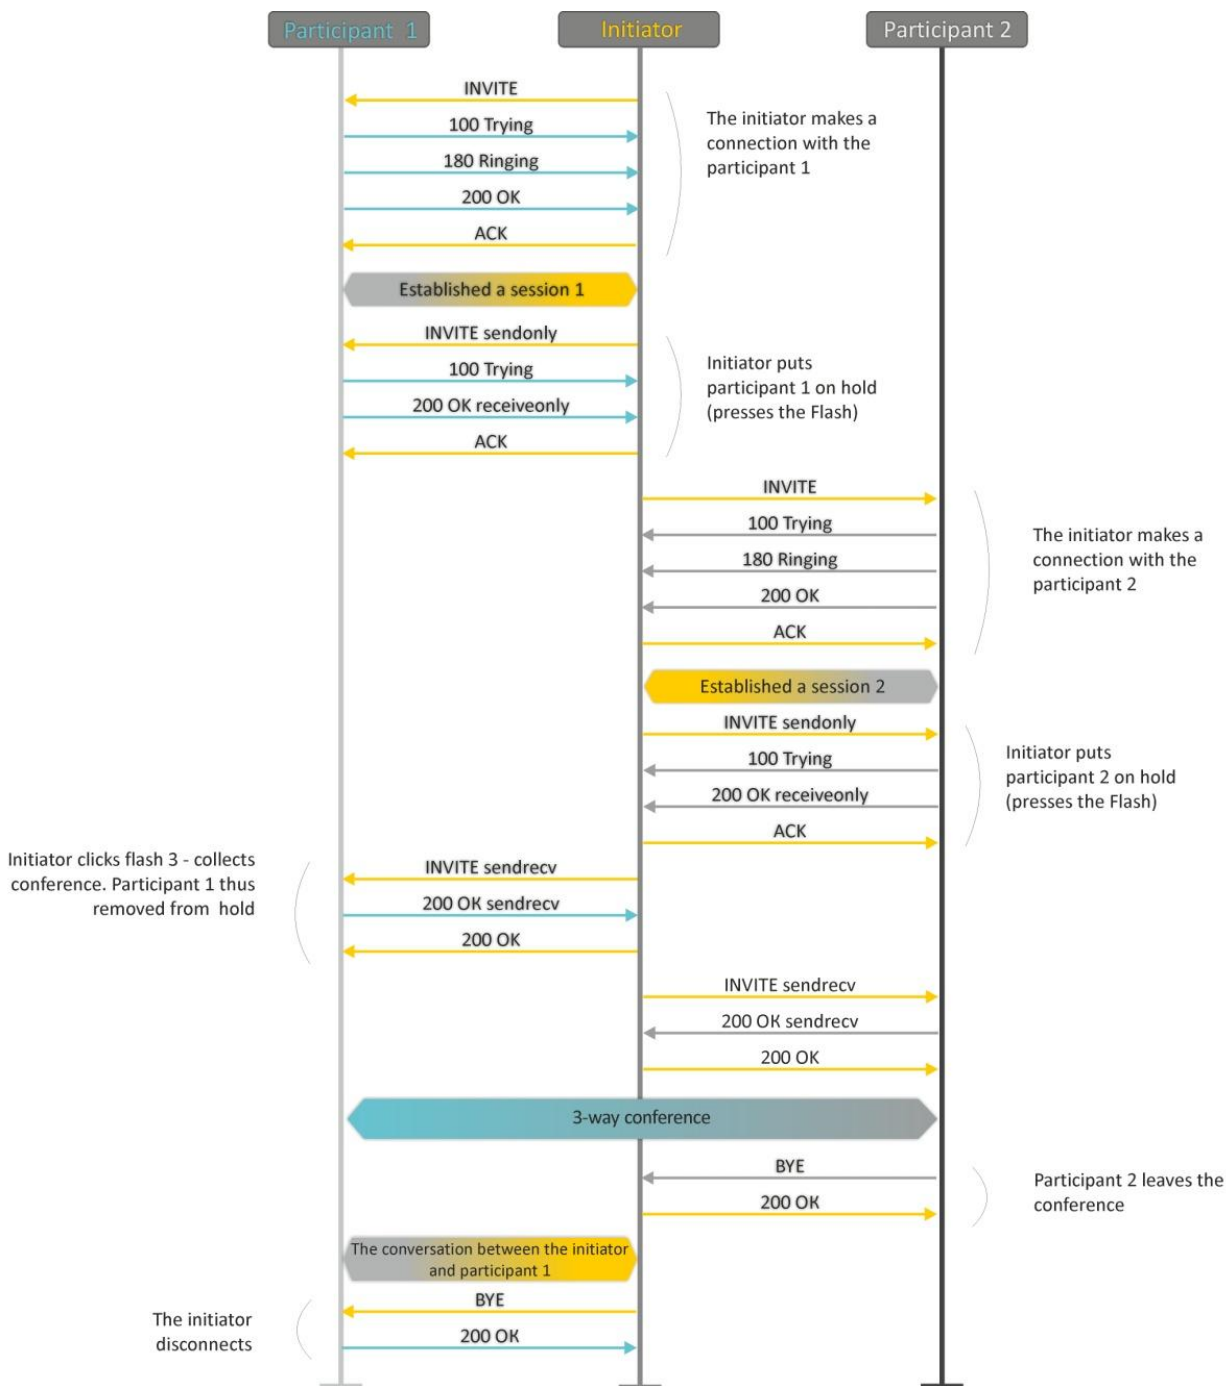 Participant 1
Initiator
Participant 2
INVITE
100 Trying
180 Ringing
200 OK
ACK
The initiator makes a
connection with the
participant 1
Established a session 1
INVITE sendonly
100 Trying
200 OK receiveonly
ACK
Initiator puts
participant 1 on hold
(presses the Flash)
INVITE
100 Trying
180 Ringing
200 OK
ACK
The initiator makes a
connection with the
participant 2
Established a session 2
INVITE sendonly
100 Trying
200 OK receiveonly
ACK
Initiator puts
participant 2 on hold
(presses the Flash)
Initiator clicks flash 3 - collects
conference. Participant 1 thus
removed from hold
INVITE sendrecv
200 OK sendrecv
200 OK
INVITE sendrecv
200 OK sendrecv
200 OK
3-way conference
BYE
200 OK
Participant 2 leaves the
conference
The conversation between the initiator
and participant 1
BYE
200 OK
The initiator
disconnects